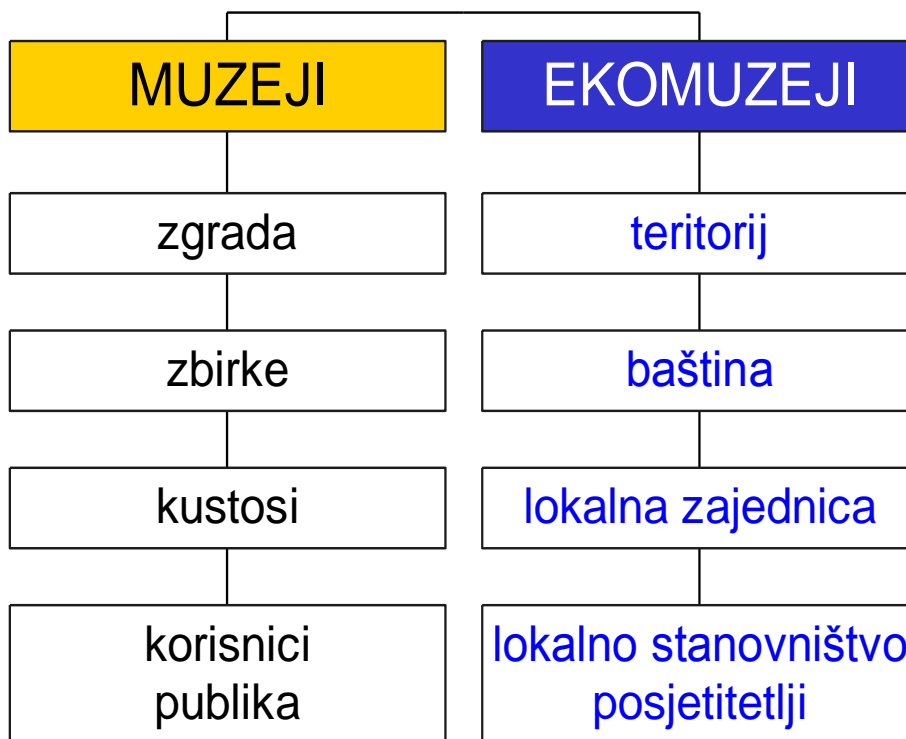 MUZEJI
zgrada
zbirke
kustosi
korisnici
publika
EKOMUZEJI
teritorij
baština
lokalna zajednica
lokalno stanovništvo
posjetitetlji